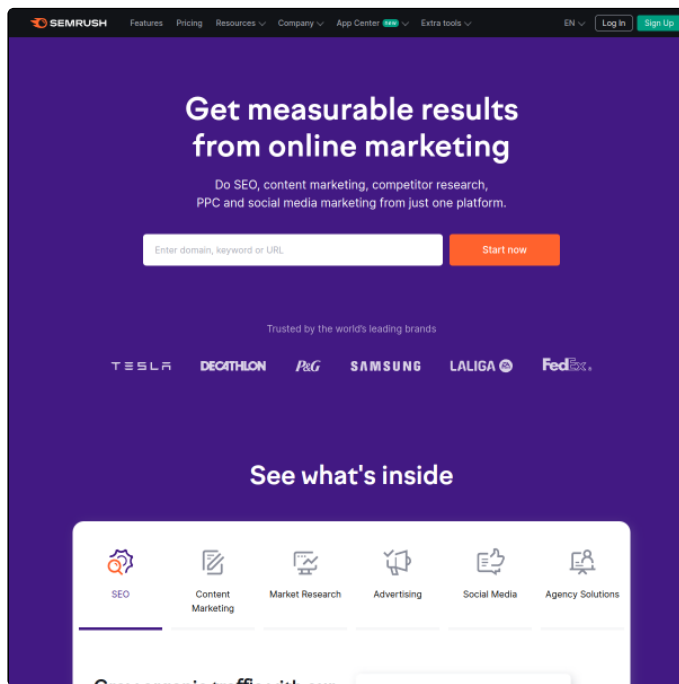 SEMRUSH Features Pricing Resources Company App Center NEW Extra tools EN Log In Sign Up
Get measurable results
from online marketing
Do SEO, content marketing, competitor research,
PPC and social media marketing from just one platform.
Enter domain, keyword or URL
Start now
Trusted by the world's leading brands
TESLA DECATHLON P&G SAMSUNG LALIGA FedEx
See what's inside
SEO
Content
Marketing
Market Research
Advertising
Social Media
Agency Solutions